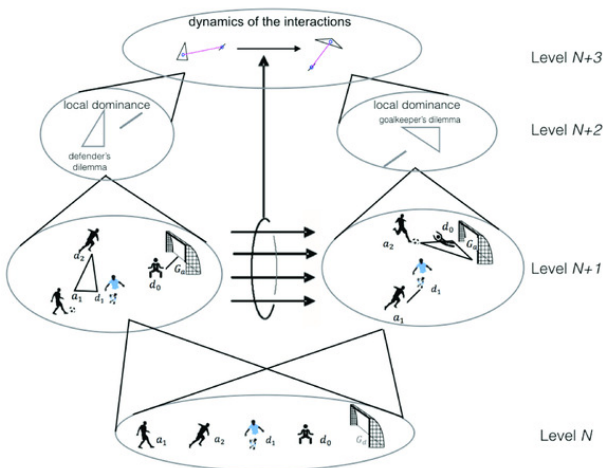 dynamics of the interactions
Level N+3
local dominance
defender's
dilemma
local dominance
goalkeeper's dilemma
Level N+2
a₂
a₁
d₁
d₀
Gₐ
a₂
d₀
Gₐ
d₁
a₁
Level N+1
a₁
a₂
d₁
d₀
G_d
Level N